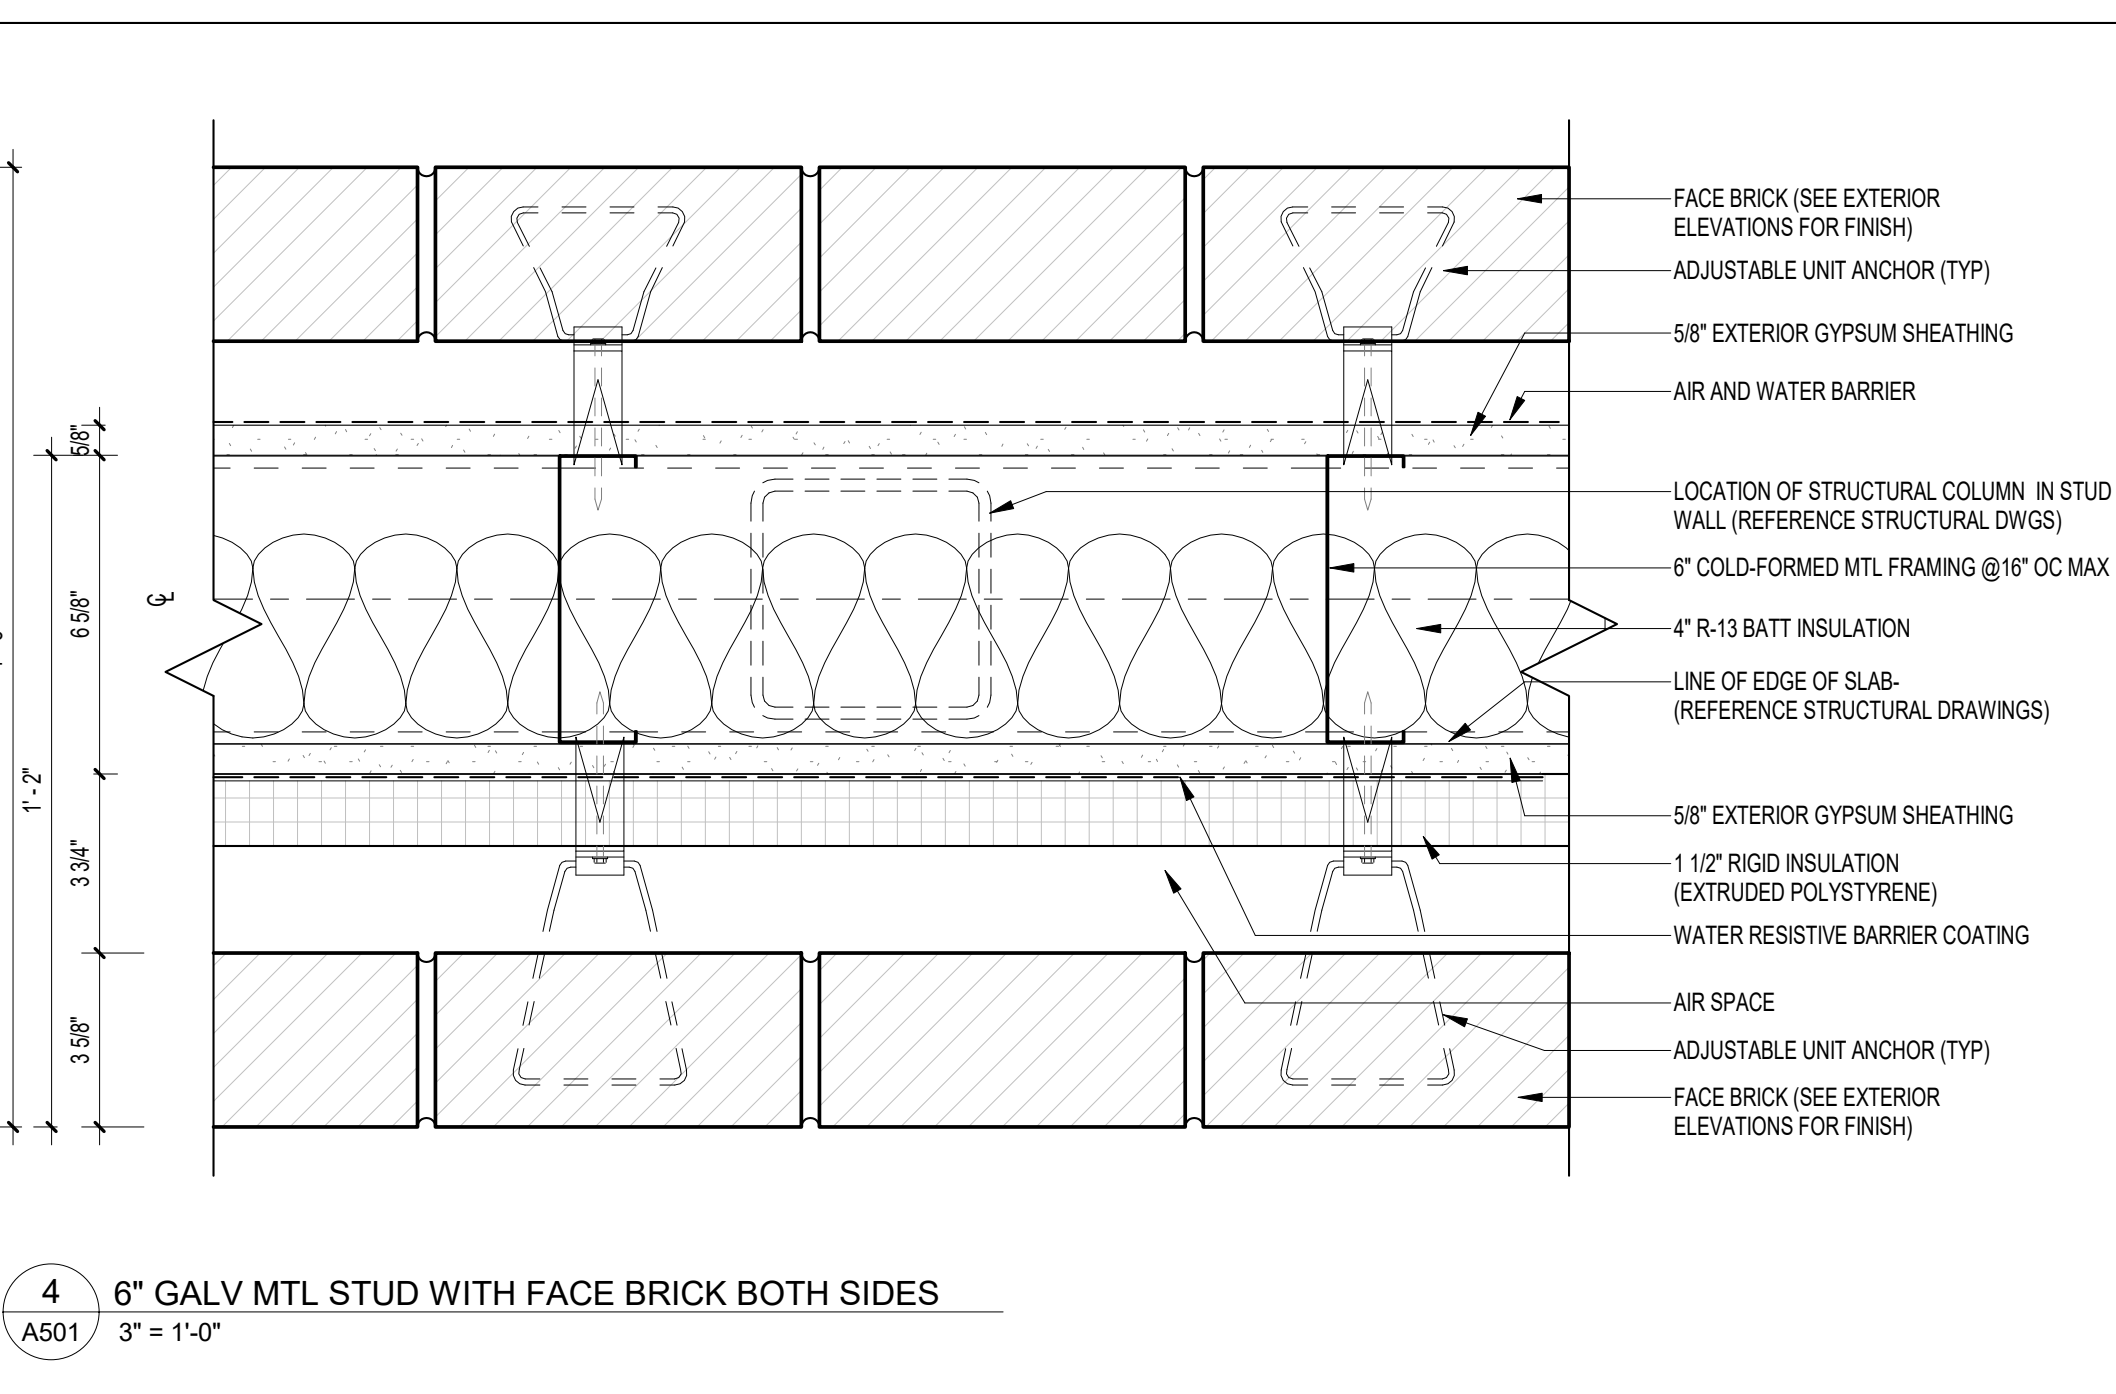 FACE BRICK (SEE EXTERIOR
ELEVATIONS FOR FINISH)
ADJUSTABLE UNIT ANCHOR (TYP)
5/8" EXTERIOR GYPSUM SHEATHING
AIR AND WATER BARRIER
LOCATION OF STRUCTURAL COLUMN IN STUD
WALL (REFERENCE STRUCTURAL DWGS)
6" COLD-FORMED MTL FRAMING @16" OC MAX
4" R-13 BATT INSULATION
LINE OF EDGE OF SLAB-
(REFERENCE STRUCTURAL DRAWINGS)
5/8" EXTERIOR GYPSUM SHEATHING
1 1/2" RIGID INSULATION
(EXTRUDED POLYSTYRENE)
WATER RESISTIVE BARRIER COATING
AIR SPACE
ADJUSTABLE UNIT ANCHOR (TYP)
FACE BRICK (SEE EXTERIOR
ELEVATIONS FOR FINISH)
5/8"
6 5/8"
1' - 2"
3 3/4"
3 5/8"
℄
4
A501
6" GALV MTL STUD WITH FACE BRICK BOTH SIDES
3" = 1'-0"